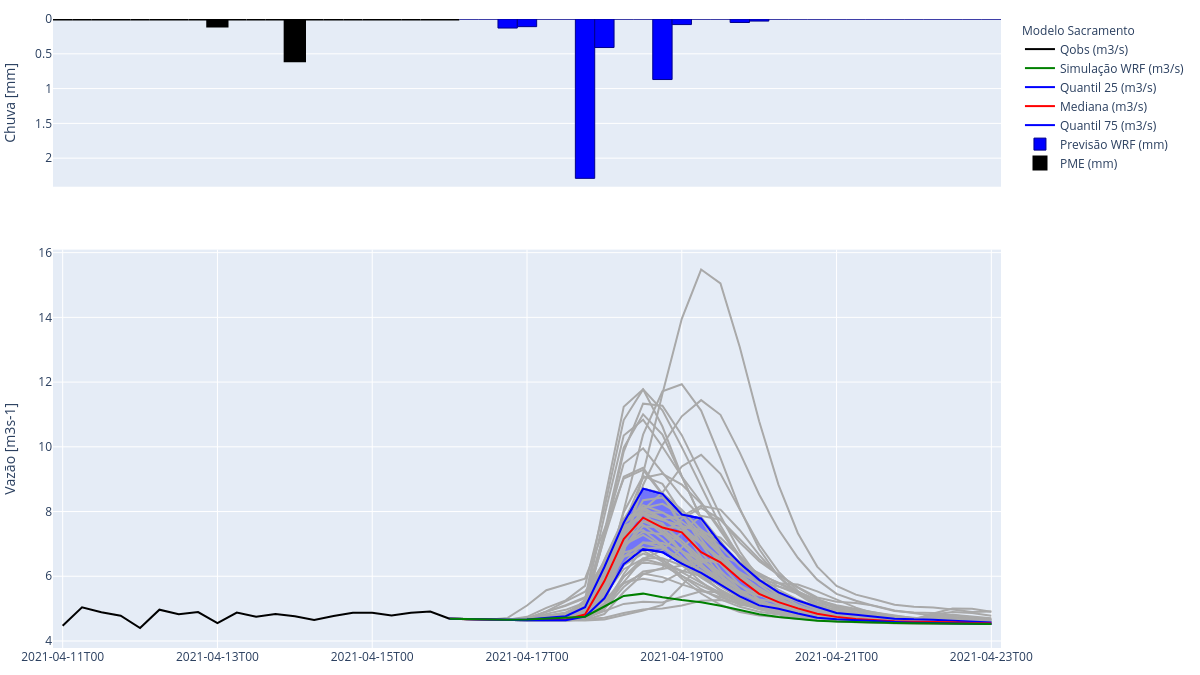 Chuva [mm]
0
0.5
1
1.5
2
Modelo Sacramento
Qobs (m3/s)
Simulação WRF (m3/s)
Quantil 25 (m3/s)
Mediana (m3/s)
Quantil 75 (m3/s)
Previsão WRF (mm)
PME (mm)
Vazão [m3s-1]
16
14
12
10
8
6
4
2021-04-11T00
2021-04-13T00
2021-04-15T00
2021-04-17T00
2021-04-19T00
2021-04-21T00
2021-04-23T00